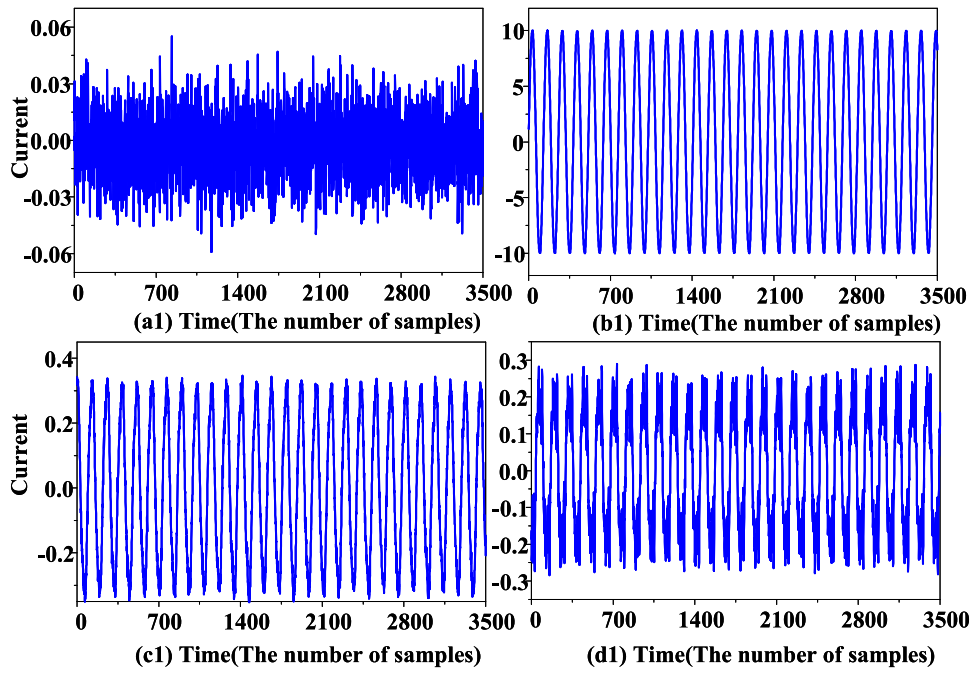 0.06
0.03
0.00
-0.03
-0.06
Current
0 700 1400 2100 2800 3500
(a1) Time(The number of samples)
10
5
0
-5
-10
0 700 1400 2100 2800 3500
(b1) Time(The number of samples)
0.4
0.2
0.0
-0.2
Current
0 700 1400 2100 2800 3500
(c1) Time(The number of samples)
0.3
0.2
0.1
0.0
-0.1
-0.2
-0.3
0 700 1400 2100 2800 3500
(d1) Time(The number of samples)